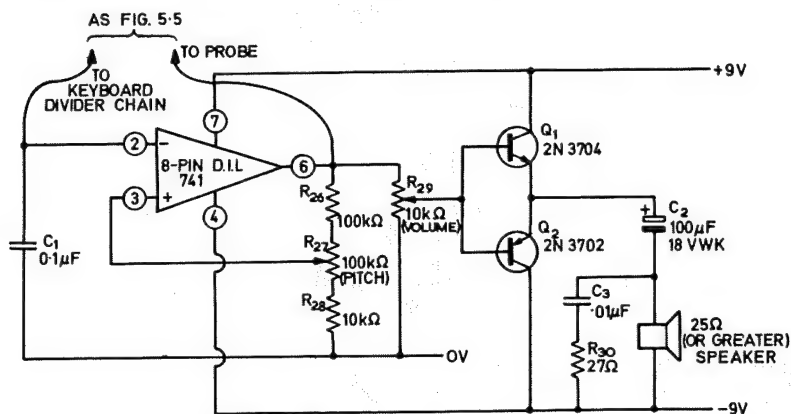 AS FIG. 5·5
TO PROBE
TO
KEYBOARD
DIVIDER CHAIN
+9V
7
2
−
8-PIN D.I.L
741
6
3
+
4
R26
100kΩ
R27
100kΩ
(PITCH)
R28
10kΩ
R29
10kΩ
(VOLUME)
C1
0·1µF
0V
Q1
2N 3704
Q2
2N 3702
+
C2
100µF
18 VWK
C3
·01µF
R30
27Ω
25Ω
(OR GREATER)
SPEAKER
−9V